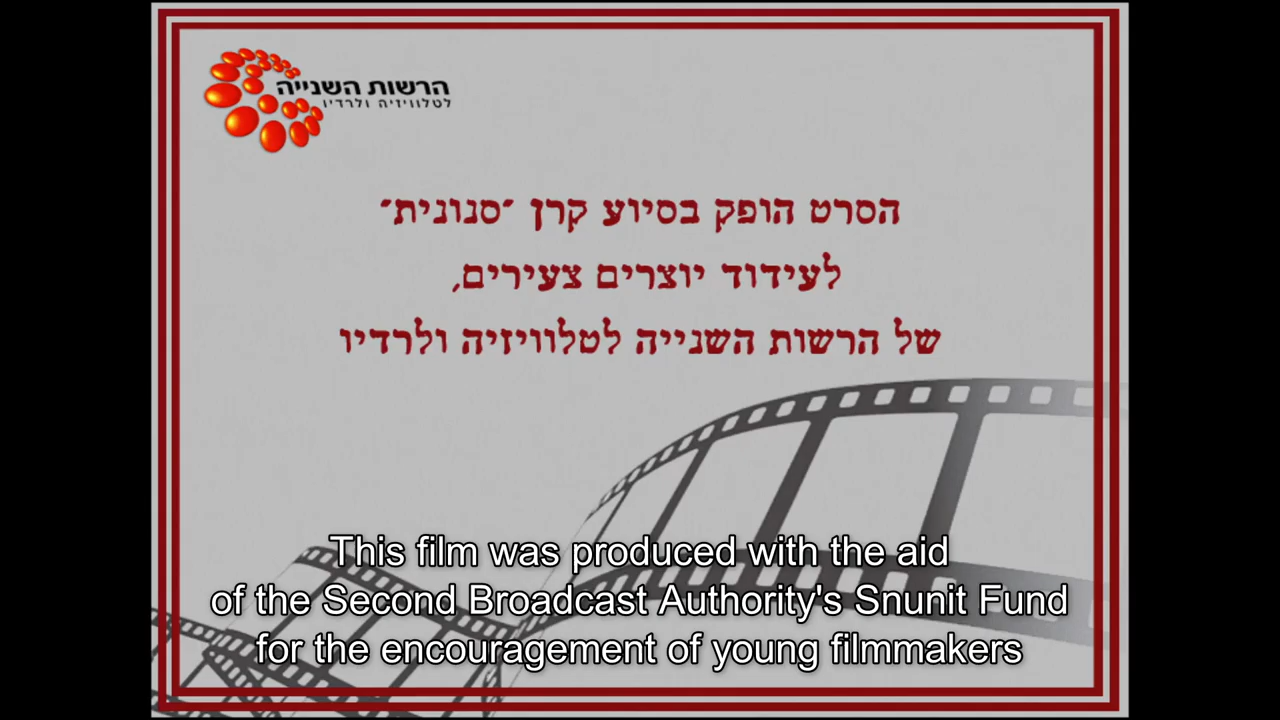 הרשות השנייה
לטלוויזיה ולרדיו
הסרט הופק בסיוע קרן ״סנונית״
לעידוד יוצרים צעירים,
של הרשות השנייה לטלוויזיה ולרדיו
This film was produced with the aid
of the Second Broadcast Authority's Snunit Fund
for the encouragement of young filmmakers